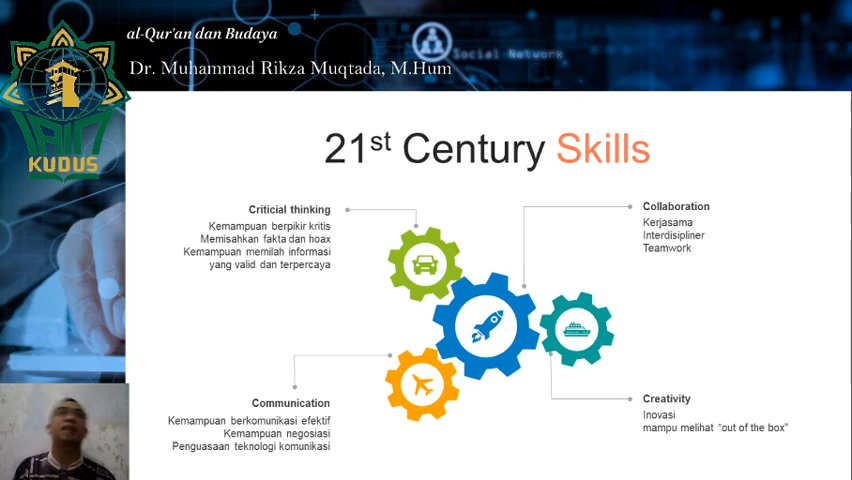 al-Qur'an dan Budaya
Dr. Muhammad Rikza Muqtada, M.Hum
Social Network
IAIN
KUDUS
21st Century Skills
Criticial thinking
Kemampuan berpikir kritis
Memisahkan fakta dan hoax
Kemampuan memilah informasi
yang valid dan terpercaya
Collaboration
Kerjasama
Interdisipliner
Teamwork
Communication
Kemampuan berkomunikasi efektif
Kemampuan negosiasi
Penguasaan teknologi komunikasi
Creativity
Inovasi
mampu melihat “out of the box”